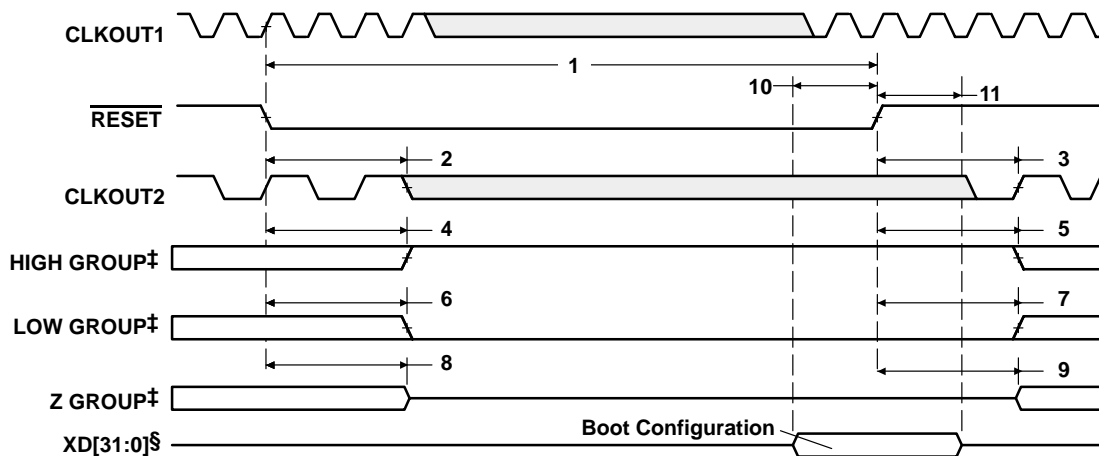 CLKOUT1
1
10
11
RESET
2
3
CLKOUT2
4
5
HIGH GROUP‡
6
7
LOW GROUP‡
8
9
Z GROUP‡
Boot Configuration
XD[31:0]§